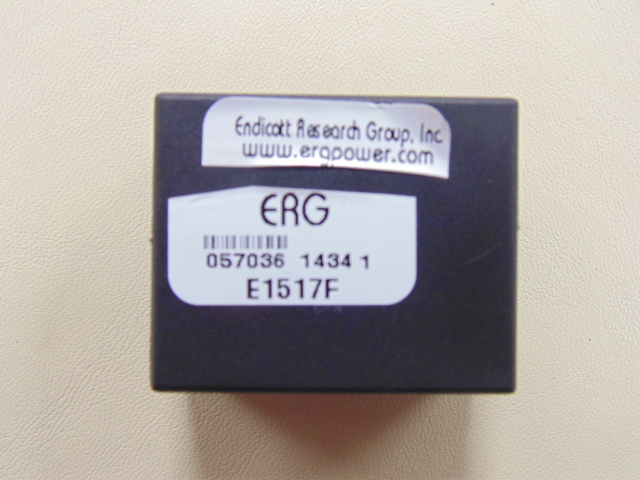 Endicott Research Group, Inc
www.ergpower.com
ERG
057036 1434 1
E1517F